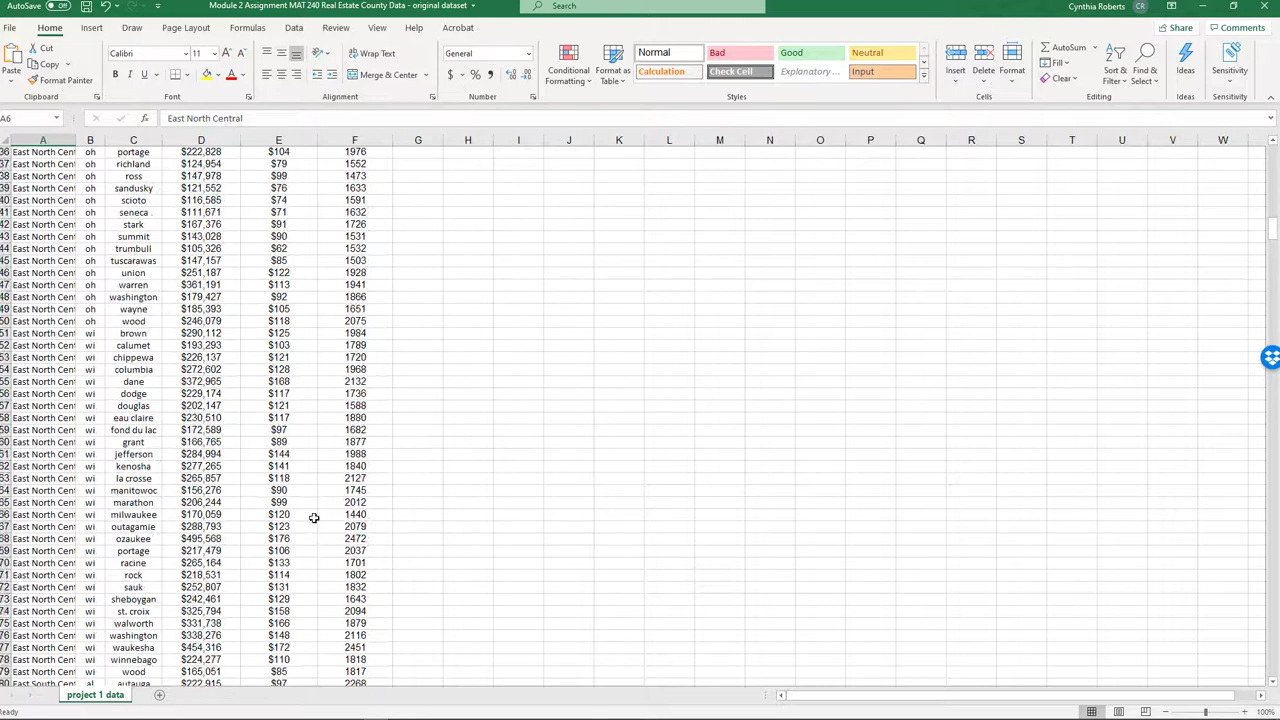 AutoSave Off Module 2 Assignment MAT 240 Real Estate County Data - original dataset Search Cynthia Roberts CR
File Home Insert Draw Page Layout Formulas Data Review View Help Acrobat Share Comments
Cut Calibri 11 Wrap Text General Normal Bad Good Neutral AutoSum
Copy Fill
Paste Format Painter Merge & Center Conditional Formatting Format as Table Calculation Check Cell Explanatory ... Input Insert Delete Format Clear Sort & Filter Find & Select Ideas Sensitivity
Clipboard Font Alignment Number Styles Cells Editing Ideas Sensitivity
A6 fx East North Central
A B C D E F G H I J K L M N O P Q R S T U V W
36 East North Cent oh portage $222,828 $104 1976
37 East North Cent oh richland $124,954 $79 1552
38 East North Cent oh ross $147,978 $99 1473
39 East North Cent oh sandusky $121,552 $76 1633
40 East North Cent oh scioto $116,585 $74 1591
41 East North Cent oh seneca . $111,671 $71 1632
42 East North Cent oh stark $167,376 $91 1726
43 East North Cent oh summit $143,028 $90 1531
44 East North Cent oh trumbull $105,326 $62 1532
45 East North Cent oh tuscarawas $147,157 $85 1503
46 East North Cent oh union $251,187 $122 1928
47 East North Cent oh warren $361,191 $113 1941
48 East North Cent oh washington $179,427 $92 1866
49 East North Cent oh wayne $185,393 $105 1651
50 East North Cent oh wood $246,079 $118 2075
51 East North Cent wi brown $290,112 $125 1984
52 East North Cent wi calumet $193,293 $103 1789
53 East North Cent wi chippewa $226,137 $121 1720
54 East North Cent wi columbia $272,602 $128 1968
55 East North Cent wi dane $372,965 $168 2132
56 East North Cent wi dodge $229,174 $117 1736
57 East North Cent wi douglas $202,147 $121 1588
58 East North Cent wi eau claire $230,510 $117 1880
59 East North Cent wi fond du lac $172,589 $97 1682
60 East North Cent wi grant $166,765 $89 1877
61 East North Cent wi jefferson $284,994 $144 1988
62 East North Cent wi kenosha $277,265 $141 1840
63 East North Cent wi la crosse $265,857 $118 2127
64 East North Cent wi manitowoc $156,276 $90 1745
65 East North Cent wi marathon $206,244 $99 2012
66 East North Cent wi milwaukee $170,059 $120 1440
67 East North Cent wi outagamie $288,793 $123 2079
68 East North Cent wi ozaukee $495,568 $176 2472
69 East North Cent wi portage $217,479 $106 2037
70 East North Cent wi racine $265,164 $133 1701
71 East North Cent wi rock $218,531 $114 1802
72 East North Cent wi sauk $252,807 $131 1832
73 East North Cent wi sheboygan $242,461 $129 1643
74 East North Cent wi st. croix $325,794 $158 2094
75 East North Cent wi walworth $331,738 $166 1879
76 East North Cent wi washington $338,276 $148 2116
77 East North Cent wi waukesha $454,316 $172 2451
78 East North Cent wi winnebago $224,277 $110 1818
79 East North Cent wi wood $165,051 $85 1817
80 East South Cent al autauga $222,915 $97 2268
project 1 data
Ready 100%